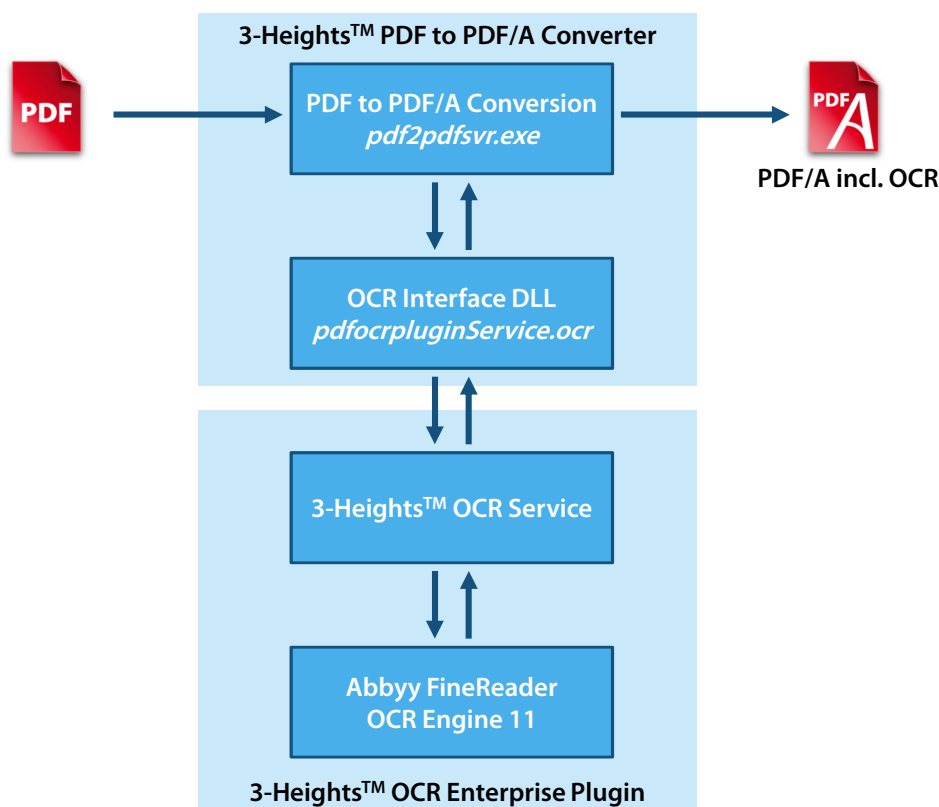 3-Heights™ PDF to PDF/A Converter
PDF
PDF to PDF/A Conversion
pdf2pdfsvr.exe
PDF
A
PDF/A incl. OCR
OCR Interface DLL
pdfocrpluginService.ocr
3-Heights™ OCR Service
Abbyy FineReader
OCR Engine 11
3-Heights™ OCR Enterprise Plugin